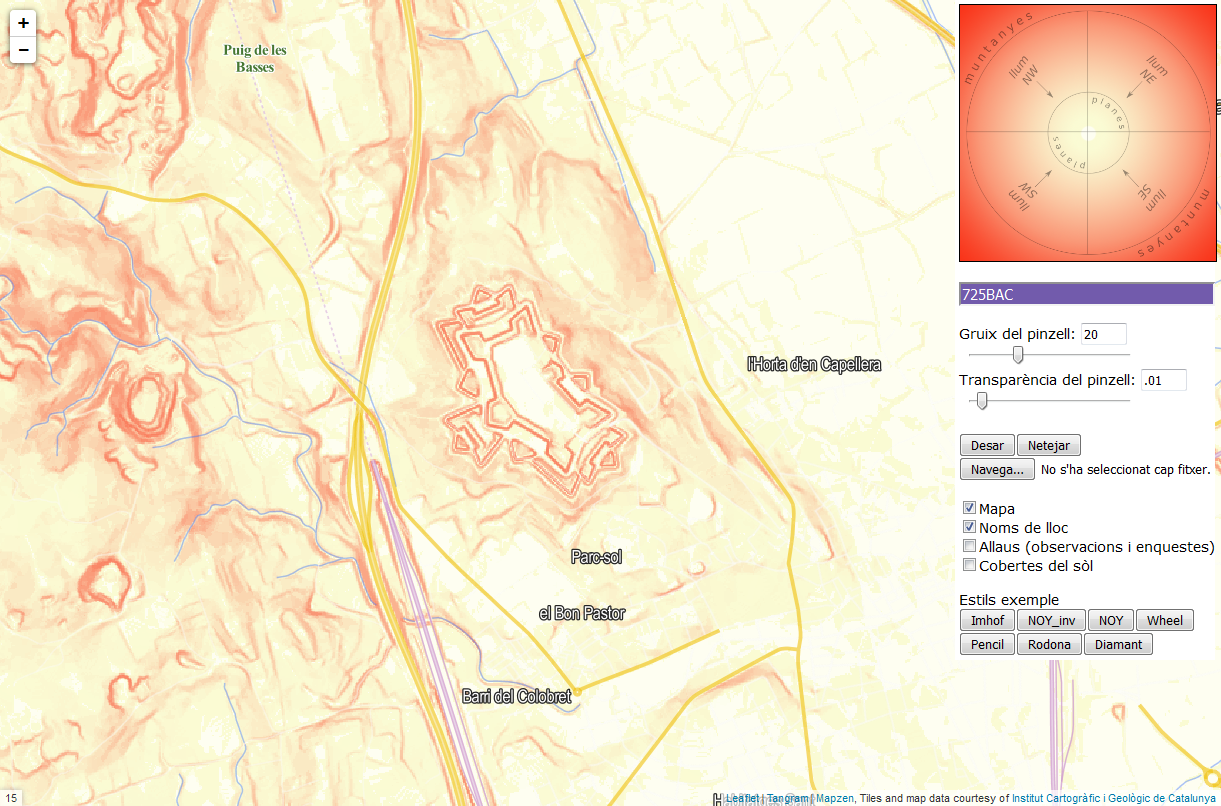 +
−
Puig de les
Basses
l'Horta d'en Capellera
Parc-sol
el Bon Pastor
Barri del Colobret
15
Leaflet | Tangram | Mapzen, Tiles and map data courtesy of Institut Cartogràfic i Geològic de Catalunya
muntanyes
llum
NW
llum
NE
planes
planes
llum
SW
llum
SE
muntanyes
725BAC
Gruix del pinzell: 20
Transparència del pinzell: .01
Desar Netejar
Navega... No s'ha seleccionat cap fitxer.
Mapa
Noms de lloc
Allaus (observacions i enquestes)
Cobertes del sòl
Estils exemple
Imhof NOY_inv NOY Wheel
Pencil Rodona Diamant